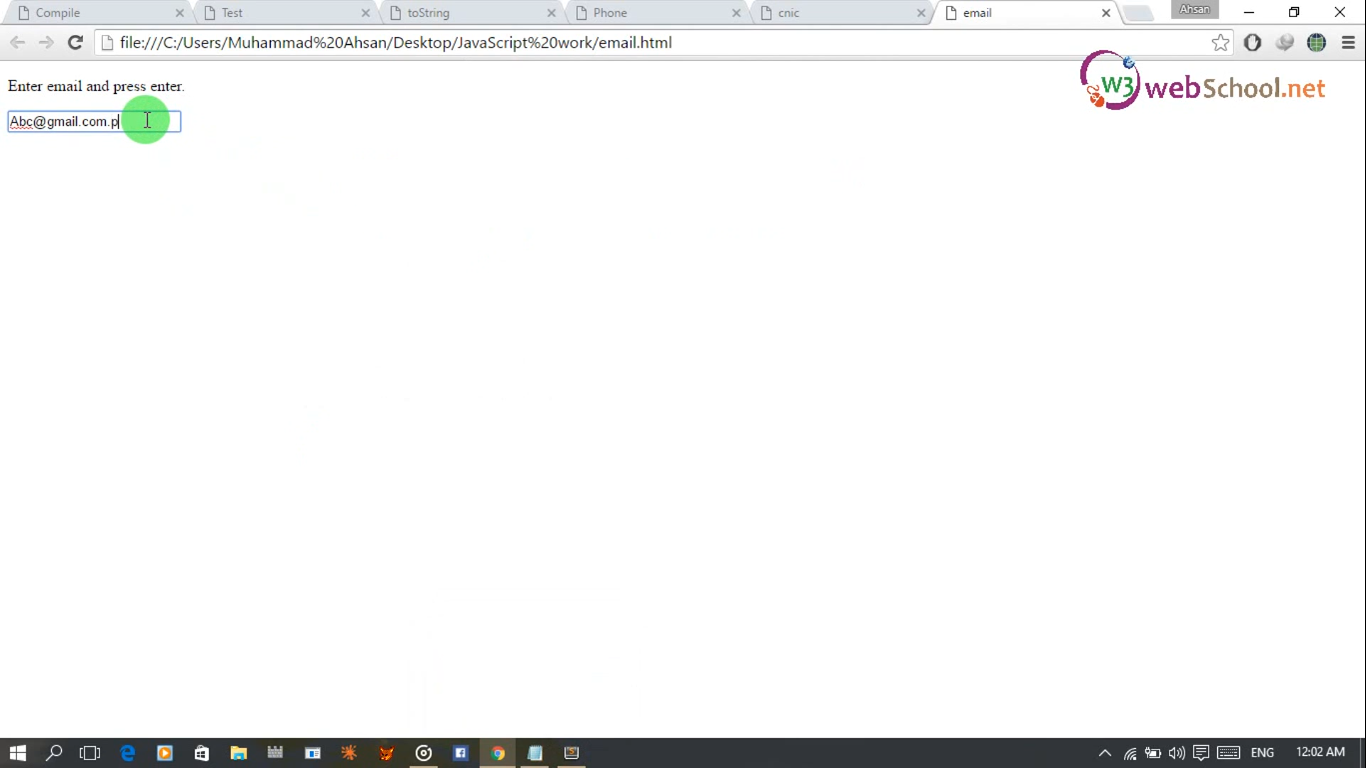 Compile
Test
toString
Phone
cnic
email
Ahsan
file:///C:/Users/Muhammad%20Ahsan/Desktop/JavaScript%20work/email.html
W3 webSchool.net
Enter email and press enter.
Abc@gmail.com.p
ENG
12:02 AM